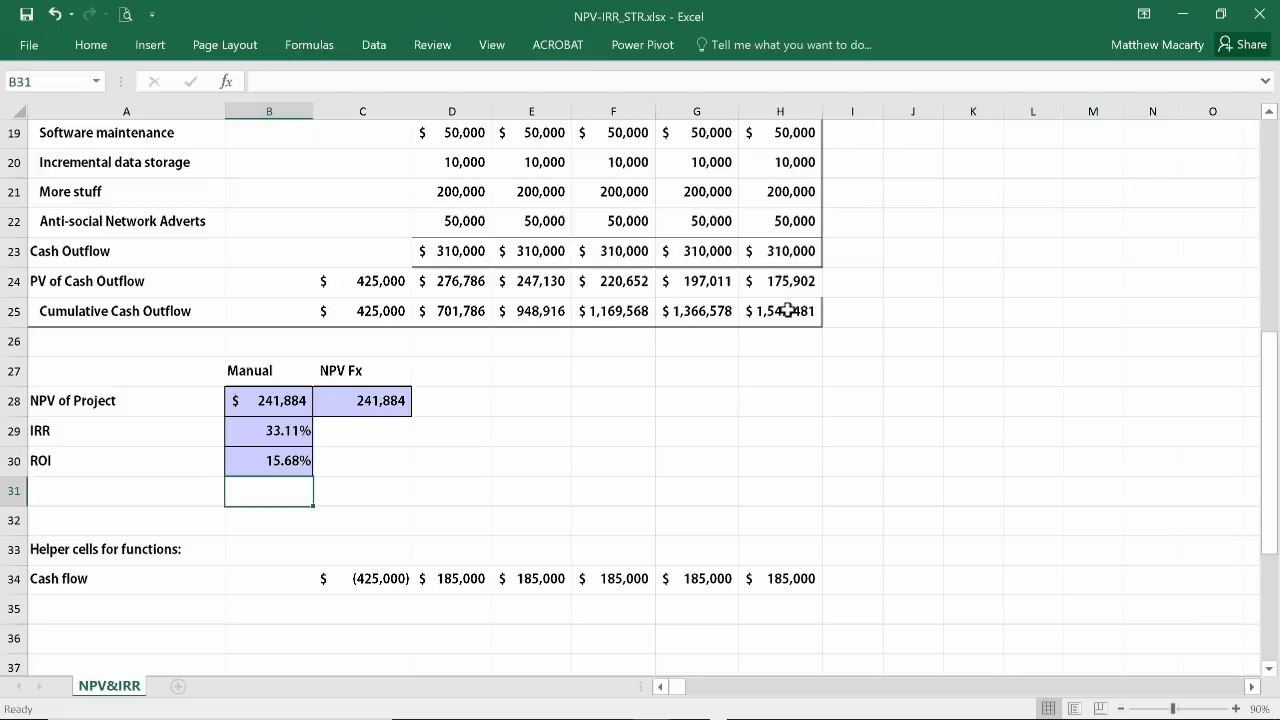 NPV-IRR_STR.xlsx - Excel
File Home Insert Page Layout Formulas Data Review View ACROBAT Power Pivot Tell me what you want to do... Matthew Macarty Share
B31 fx
A B C D E F G H I J K L M N O
19 Software maintenance $ 50,000 $ 50,000 $ 50,000 $ 50,000 $ 50,000
20 Incremental data storage 10,000 10,000 10,000 10,000 10,000
21 More stuff 200,000 200,000 200,000 200,000 200,000
22 Anti-social Network Adverts 50,000 50,000 50,000 50,000 50,000
23 Cash Outflow $ 310,000 $ 310,000 $ 310,000 $ 310,000 $ 310,000
24 PV of Cash Outflow $ 425,000 $ 276,786 $ 247,130 $ 220,652 $ 197,011 $ 175,902
25 Cumulative Cash Outflow $ 425,000 $ 701,786 $ 948,916 $ 1,169,568 $ 1,366,578 $
26
27 Manual NPV Fx
28 NPV of Project $ 241,884 241,884
29 IRR 33.11%
30 ROI 15.68%
31
32
33 Helper cells for functions:
34 Cash flow $ (425,000) $ 185,000 $ 185,000 $ 185,000 $ 185,000 $ 185,000
35
36
37
NPV&IRR
Ready 90%